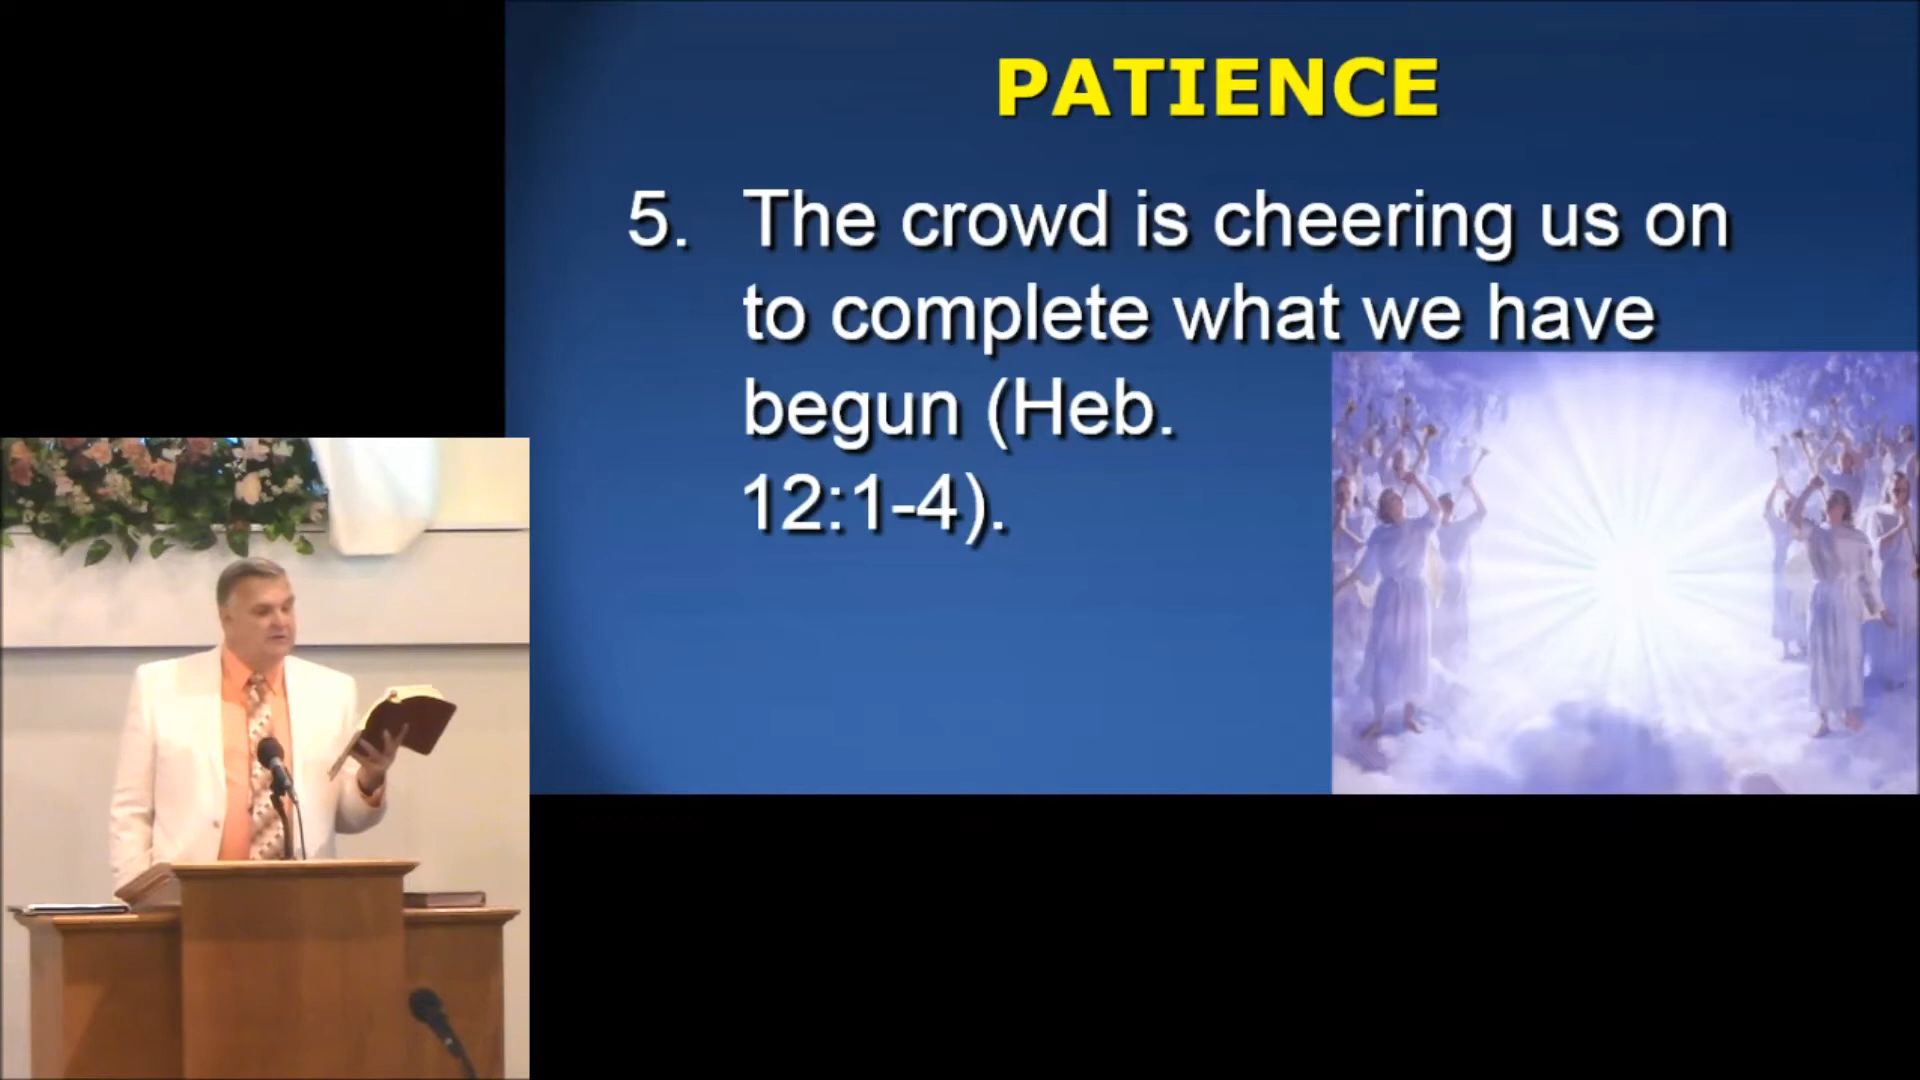 PATIENCE
5. The crowd is cheering us on
to complete what we have
begun (Heb.
12:1-4).